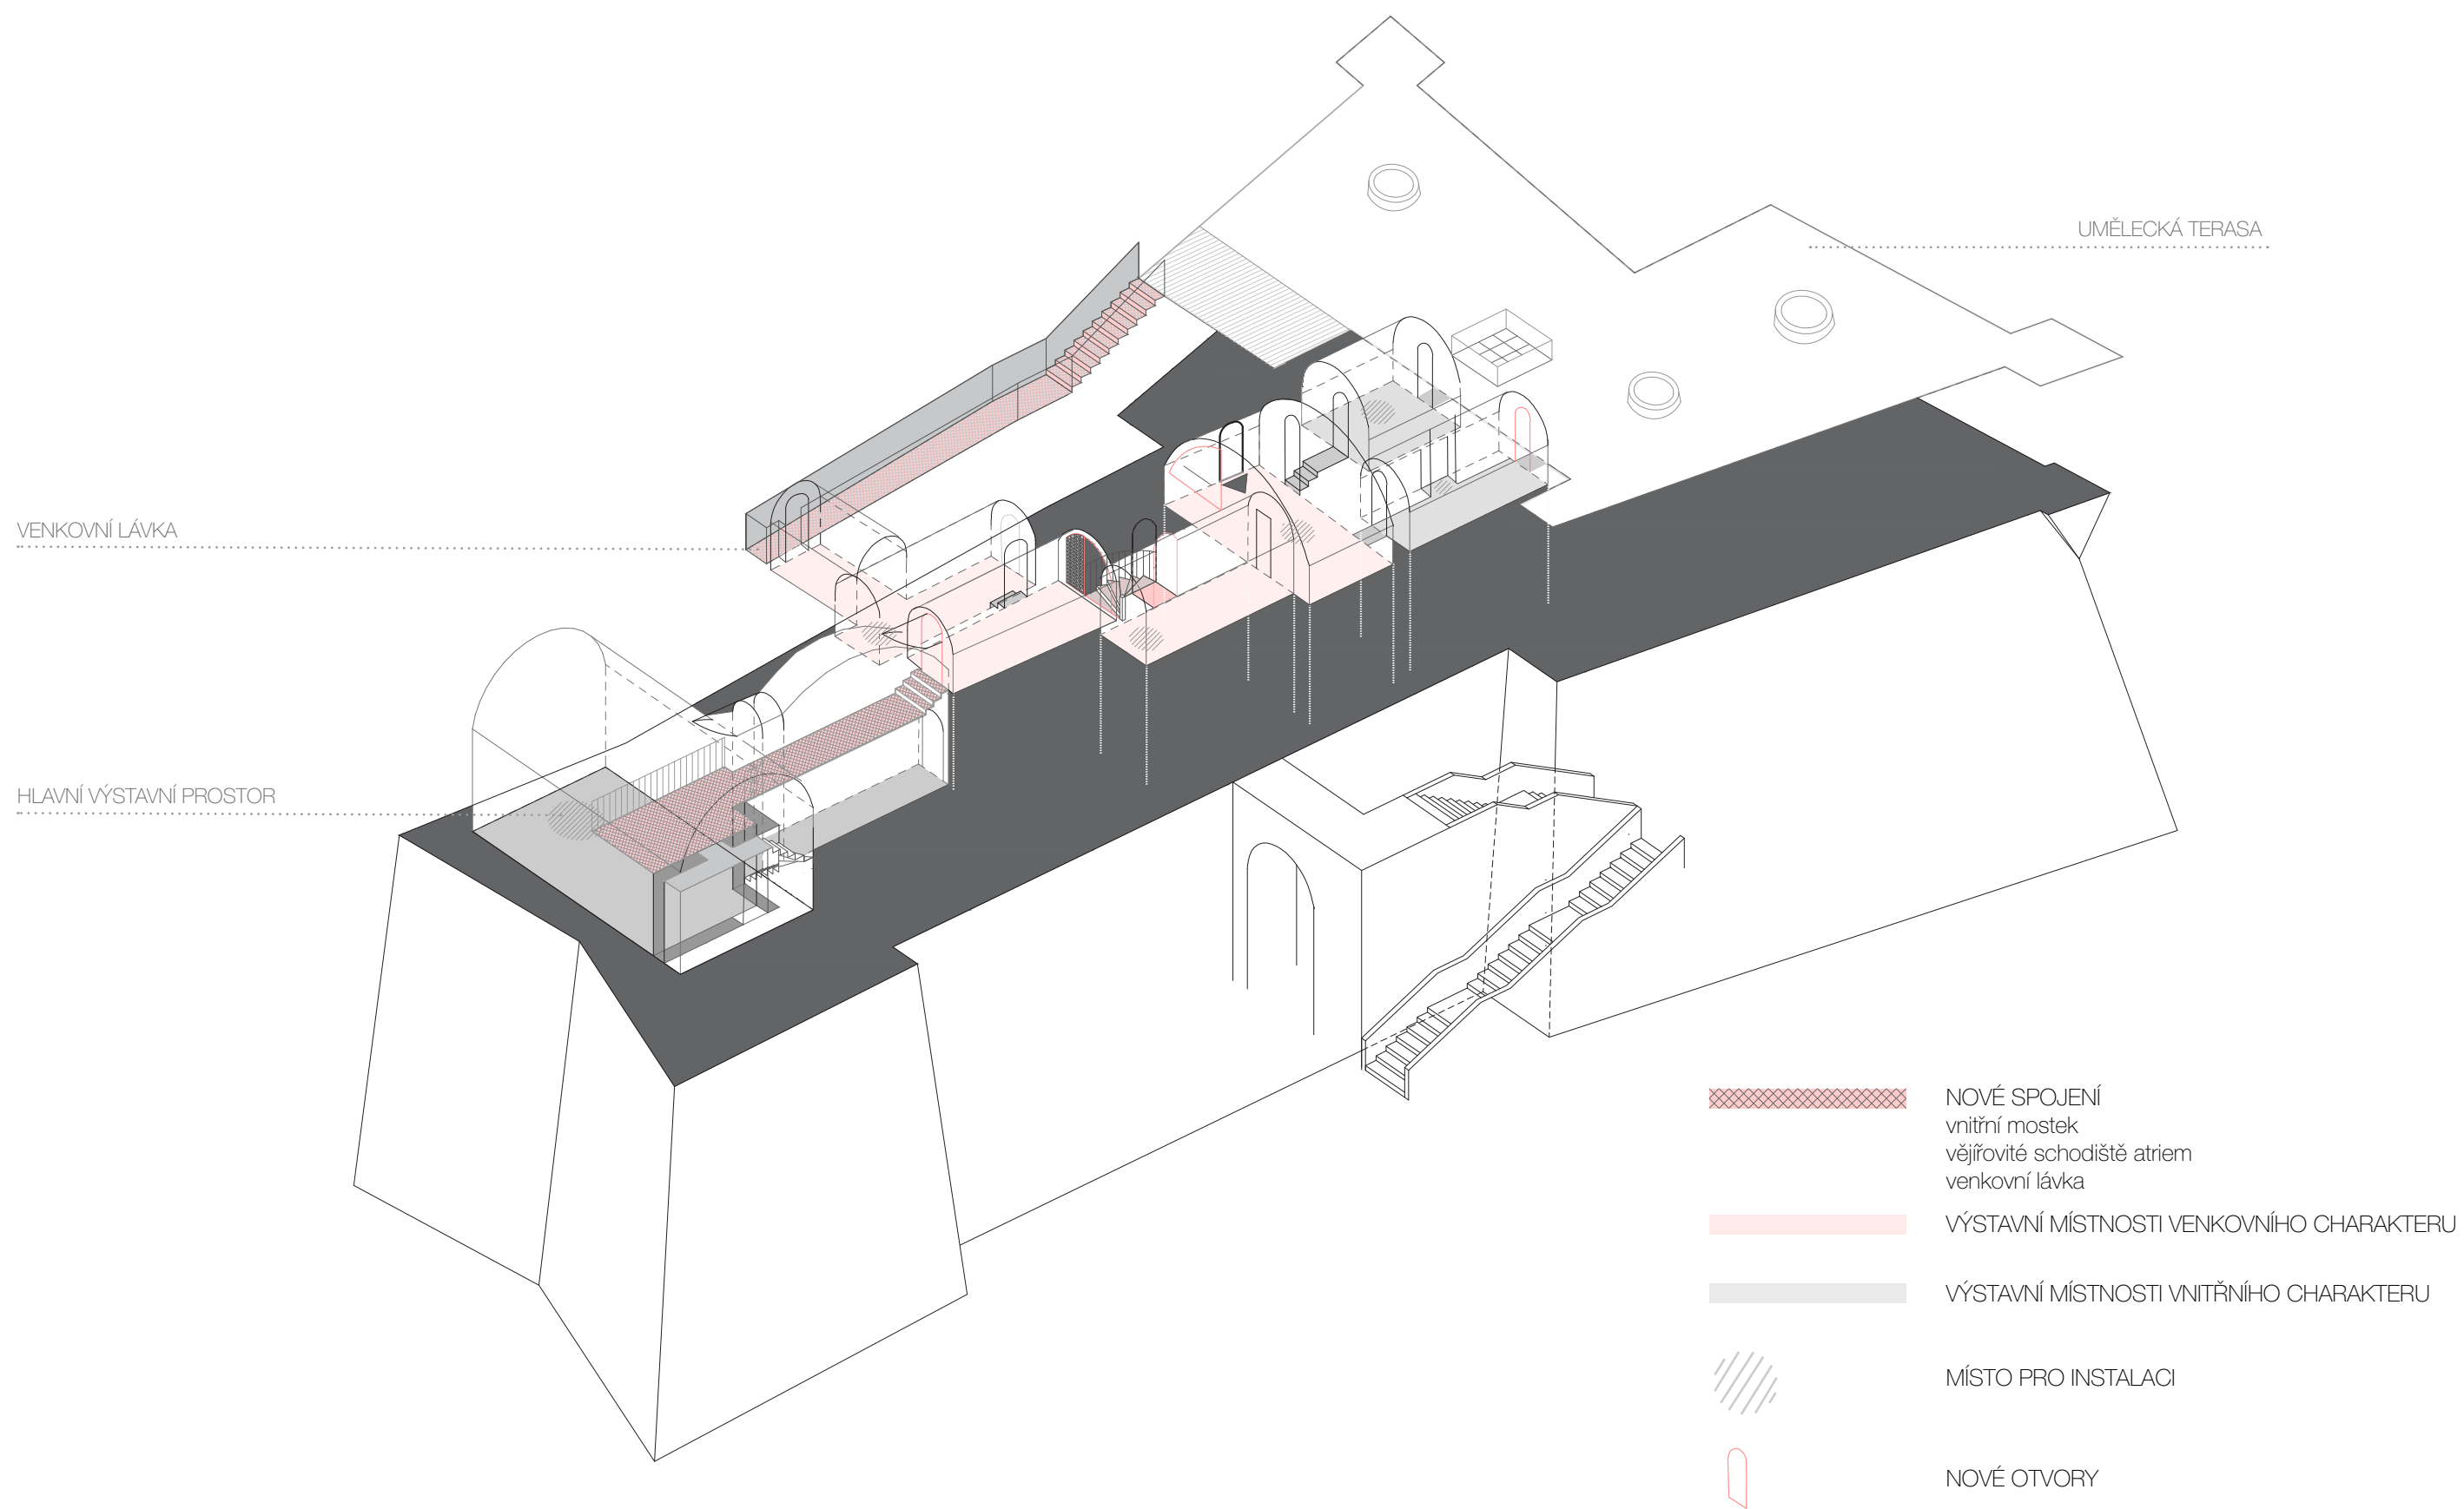 UMĚLECKÁ TERASA
VENKOVNÍ LÁVKA
HLAVNÍ VÝSTAVNÍ PROSTOR
NOVÉ SPOJENÍ
vnitřní mostek
vějířovité schodiště atriem
venkovní lávka
VÝSTAVNÍ MÍSTNOSTI VENKOVNÍHO CHARAKTERU
VÝSTAVNÍ MÍSTNOSTI VNITŘNÍHO CHARAKTERU
MÍSTO PRO INSTALACI
NOVÉ OTVORY